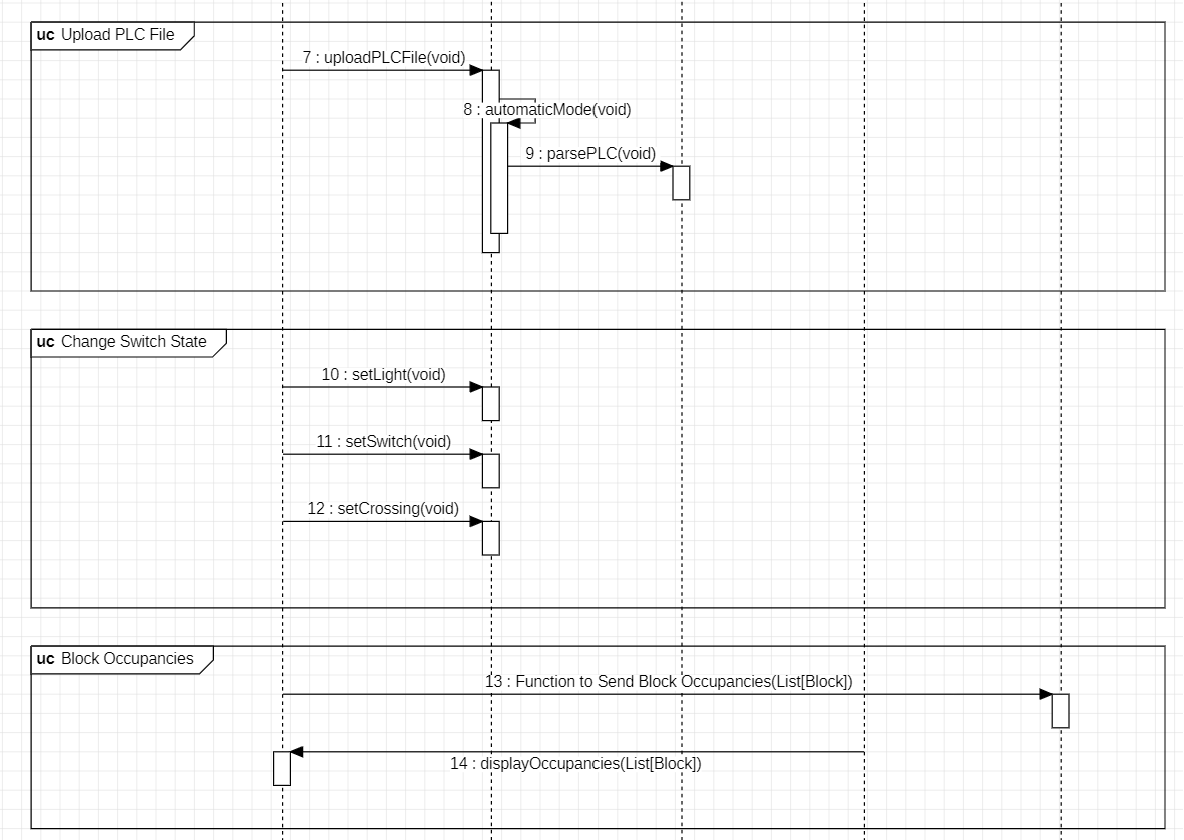 uc Upload PLC File
7 : uploadPLCFile(void)
8 : automaticMode(void)
9 : parsePLC(void)
uc Change Switch State
10 : setLight(void)
11 : setSwitch(void)
12 : setCrossing(void)
uc Block Occupancies
13 : Function to Send Block Occupancies(List[Block])
14 : displayOccupancies(List[Block])